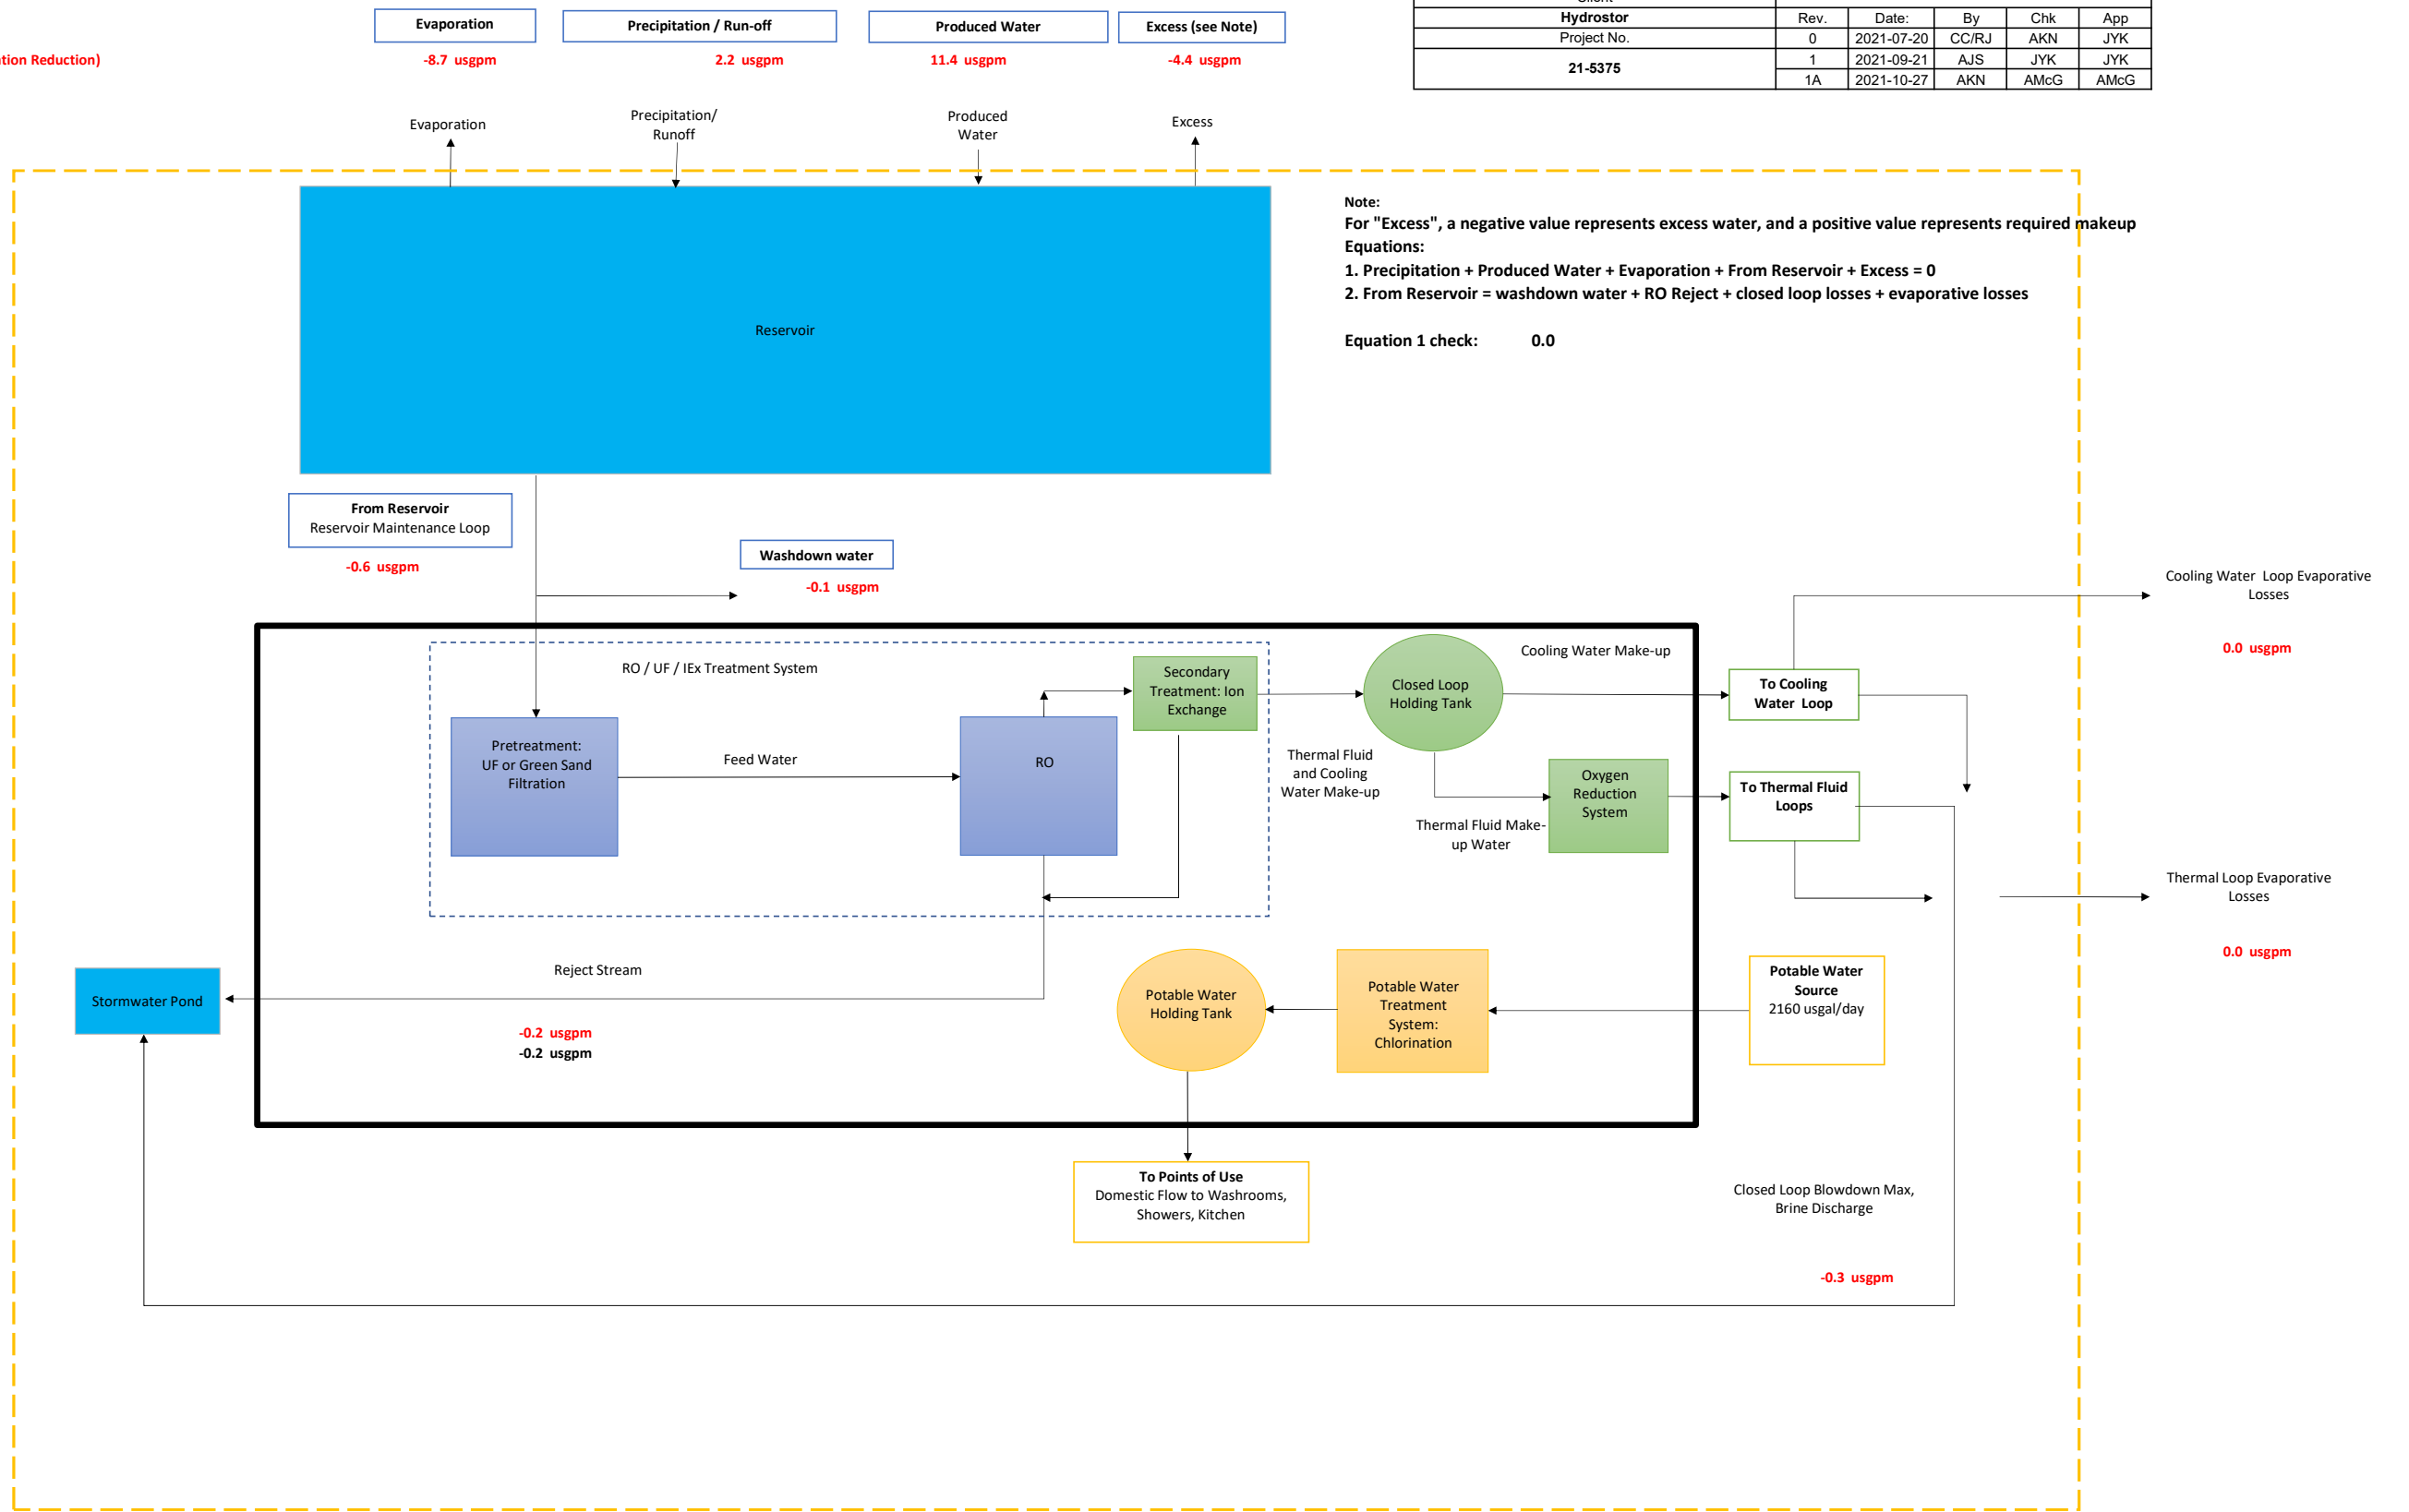 Evaporation
Precipitation / Run-off
Produced Water
Excess (see Note)
Hydrostor
Rev.
Date:
By
Chk
App
Project No.
0
2021-07-20
CC/RJ
AKN
JYK
21-5375
1
2021-09-21
AJS
JYK
JYK
1A
2021-10-27
AKN
AMcG
AMcG
Reduction)
-8.7 usgpm
2.2 usgpm
11.4 usgpm
-4.4 usgpm
Evaporation
Precipitation/
Runoff
Produced
Water
Excess
Note:
For "Excess", a negative value represents excess water, and a positive value represents required makeup
Equations:
1. Precipitation + Produced Water + Evaporation + From Reservoir + Excess = 0
2. From Reservoir = washdown water + RO Reject + closed loop losses + evaporative losses
Equation 1 check: 0.0
Reservoir
From Reservoir
Reservoir Maintenance Loop
-0.6 usgpm
Washdown water
-0.1 usgpm
Cooling Water Loop Evaporative
Losses
0.0 usgpm
RO / UF / IEx Treatment System
Secondary
Treatment: Ion
Exchange
Closed Loop
Holding Tank
Cooling Water Make-up
To Cooling
Water Loop
Pretreatment:
UF or Green Sand
Filtration
Feed Water
RO
Thermal Fluid
and Cooling
Water Make-up
Thermal Fluid Make-
up Water
Oxygen
Reduction
System
To Thermal Fluid
Loops
Thermal Loop Evaporative
Losses
0.0 usgpm
Stormwater Pond
Reject Stream
-0.2 usgpm
-0.2 usgpm
Potable Water
Holding Tank
Potable Water
Treatment
System:
Chlorination
Potable Water
Source
2160 usgal/day
To Points of Use
Domestic Flow to Washrooms,
Showers, Kitchen
Closed Loop Blowdown Max,
Brine Discharge
-0.3 usgpm